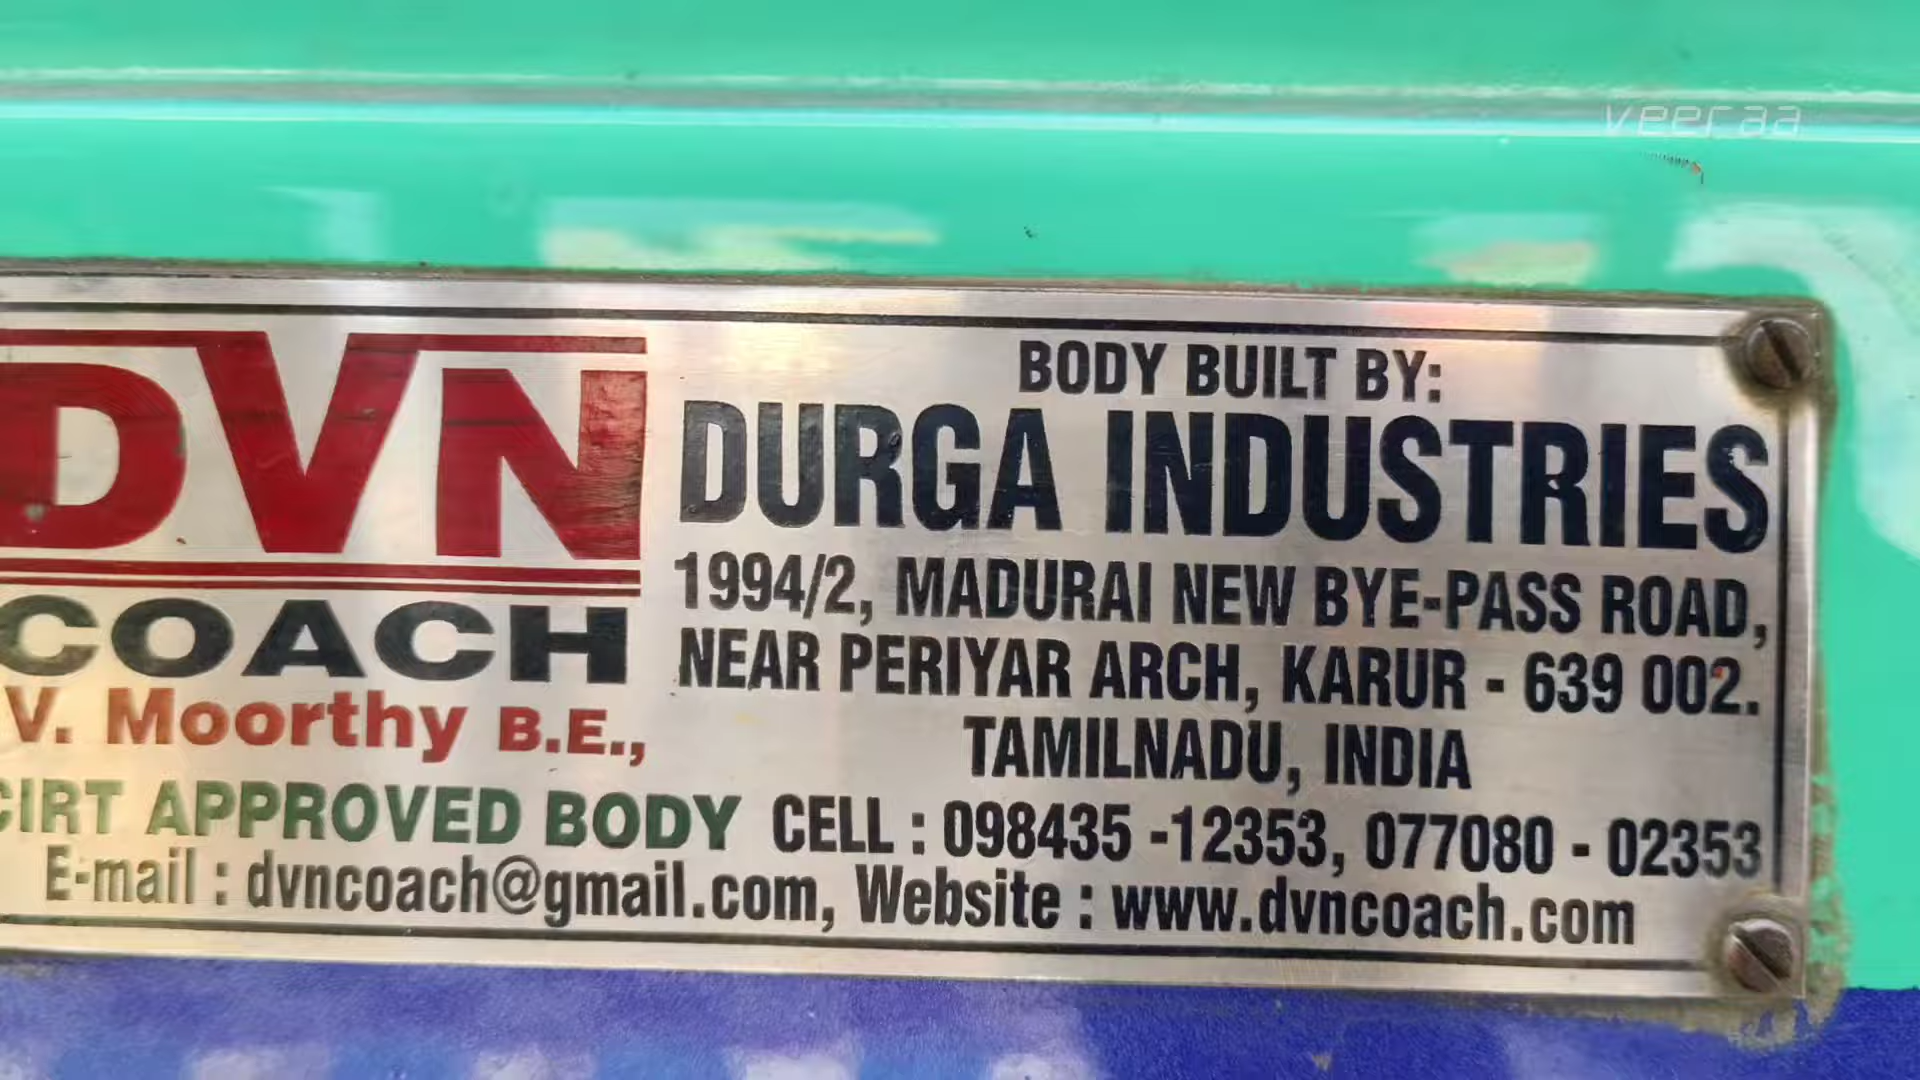 veeraa
DVN
COACH
V. Moorthy B.E.,
CIRT APPROVED BODY
BODY BUILT BY:
DURGA INDUSTRIES
1994/2, MADURAI NEW BYE-PASS ROAD,
NEAR PERIYAR ARCH, KARUR - 639 002.
TAMILNADU, INDIA
CELL : 098435 -12353, 077080 - 02353
E-mail : dvncoach@gmail.com, Website : www.dvncoach.com